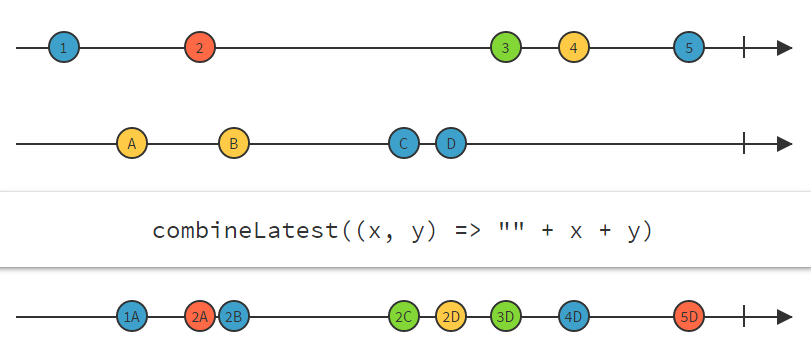 1 2 3 4 5
A B C D
combineLatest((x, y) => "" + x + y)
1A 2A 2B 2C 2D 3D 4D 5D